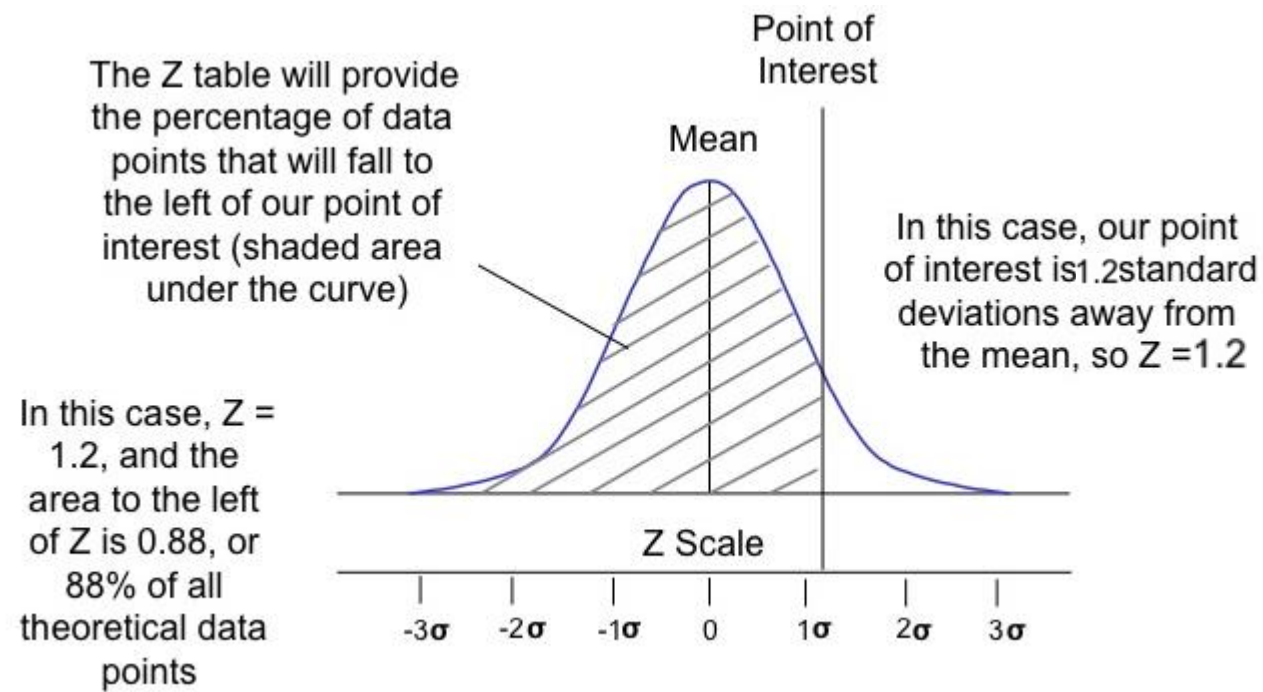 Point of
Interest
The Z table will provide
the percentage of data
points that will fall to
the left of our point of
interest (shaded area
under the curve)
Mean
In this case, our point
of interest is1.2standard
deviations away from
the mean, so Z =1.2
In this case, Z =
1.2, and the
area to the left
of Z is 0.88, or
88% of all
theoretical data
points
Z Scale
-3σ -2σ -1σ 0 1σ 2σ 3σ